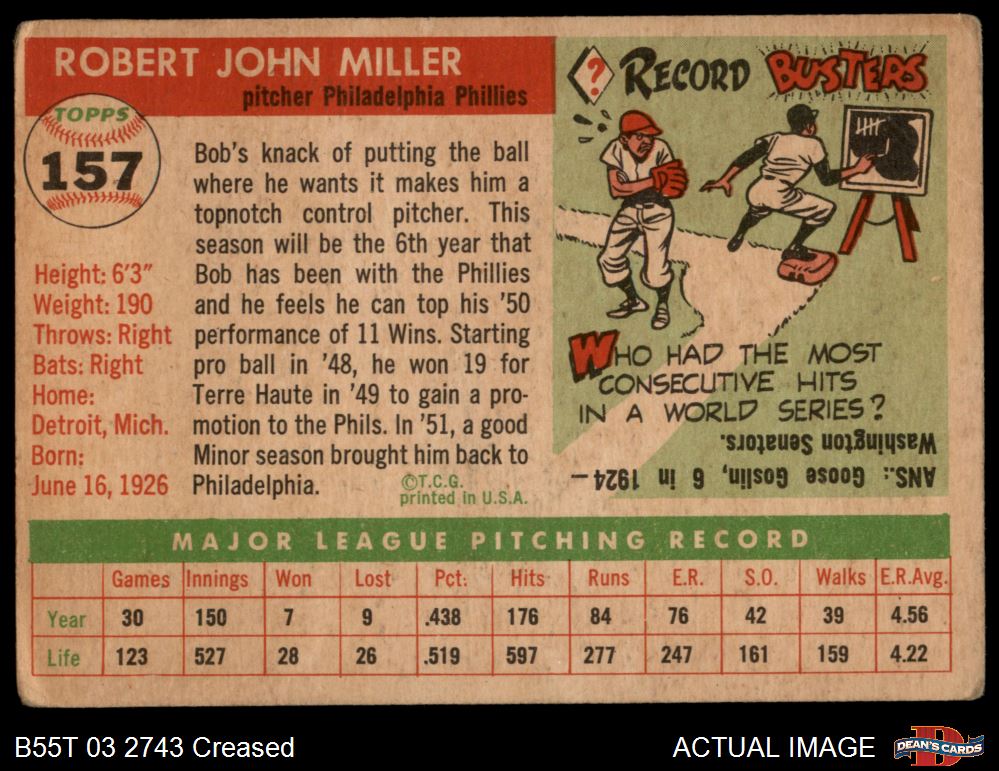 ROBERT JOHN MILLER
pitcher Philadelphia Phillies
TOPPS
157
Height: 6'3"
Weight: 190
Throws: Right
Bats: Right
Home:
Detroit, Mich.
Born:
June 16, 1926
Bob's knack of putting the ball
where he wants it makes him a
topnotch control pitcher. This
season will be the 6th year that
Bob has been with the Phillies
and he feels he can top his '50
performance of 11 Wins. Starting
pro ball in '48, he won 19 for
Terre Haute in '49 to gain a pro-
motion to the Phils. In '51, a good
Minor season brought him back to
Philadelphia.
©T.C.G.
printed in U.S.A.
? RECORD BUSTERS
WHO HAD THE MOST
CONSECUTIVE HITS
IN A WORLD SERIES?
ANS.: Goose Goslin, 6 in 1924—
Washington Senators.
MAJOR LEAGUE PITCHING RECORD
Games Innings Won Lost Pct. Hits Runs E.R. S.O. Walks E.R.Avg.
Year 30 150 7 9 .438 176 84 76 42 39 4.56
Life 123 527 28 26 .519 597 277 247 161 159 4.22
B55T 03 2743 Creased
ACTUAL IMAGE
DEAN'S CARDS